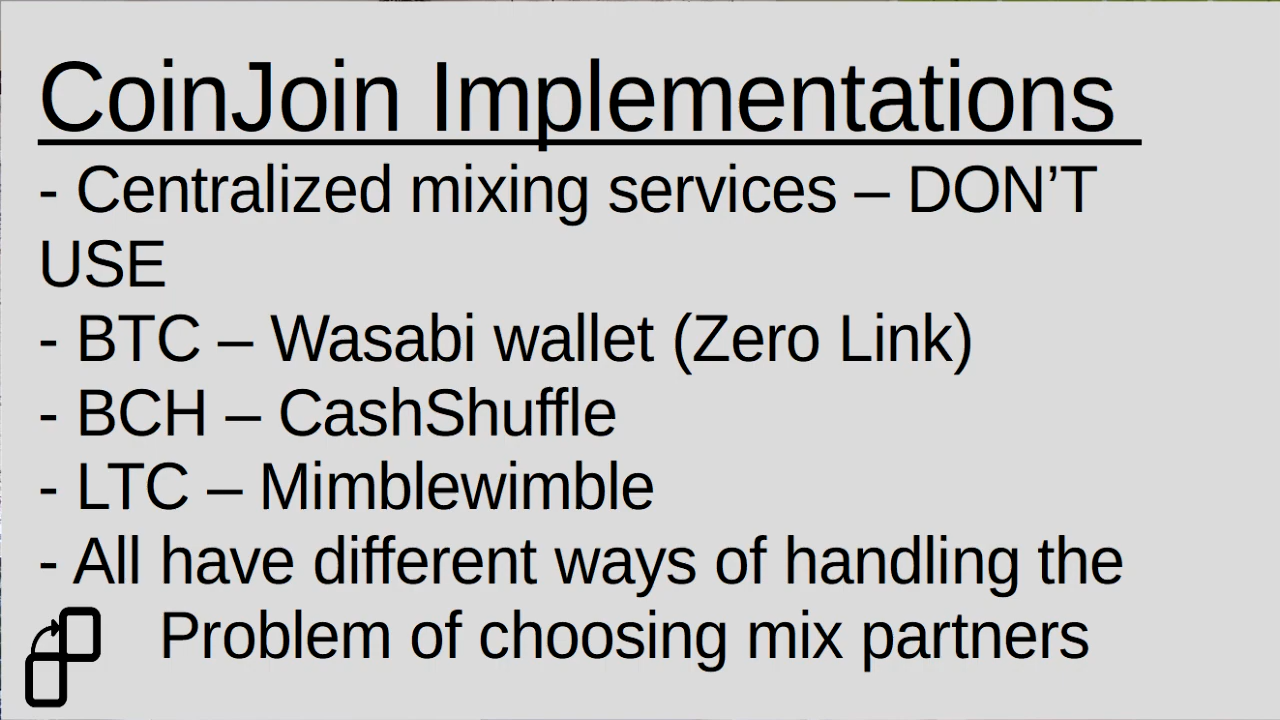 CoinJoin Implementations
- Centralized mixing services – DON’T
USE
- BTC – Wasabi wallet (Zero Link)
- BCH – CashShuffle
- LTC – Mimblewimble
- All have different ways of handling the
Problem of choosing mix partners